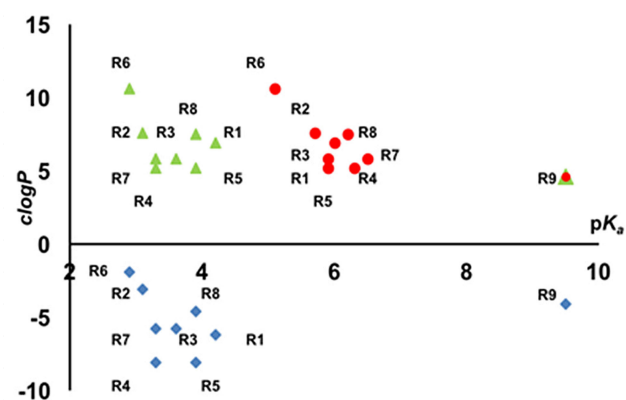 15
R6 R6
10
R8 R2
R2 R3 R1 R8
R3 R7
5
R7 R5 R1 R4 R9
R4 R5
clogP
pKa
0
2 4 6 8 10
R6
R2 R8 R9
-5
R7 R3 R1
R4 R5
-10